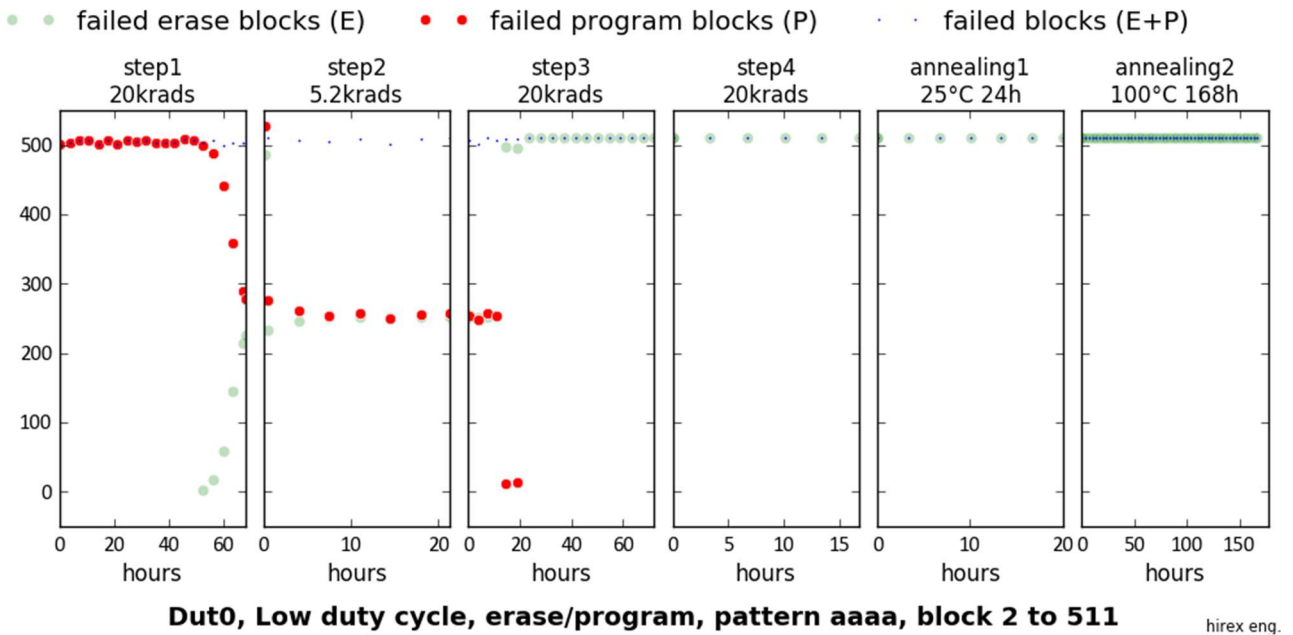 failed erase blocks (E) failed program blocks (P) failed blocks (E+P)
step1 step2 step3 step4 annealing1 annealing2
20krads 5.2krads 20krads 20krads 25°C 24h 100°C 168h
500
400
300
200
100
0
0 20 40 60 0 10 20 0 20 40 60 0 5 10 15 0 10 20 0 50 100 150
hours hours hours hours hours hours
Dut0, Low duty cycle, erase/program, pattern aaaa, block 2 to 511
hirex eng.